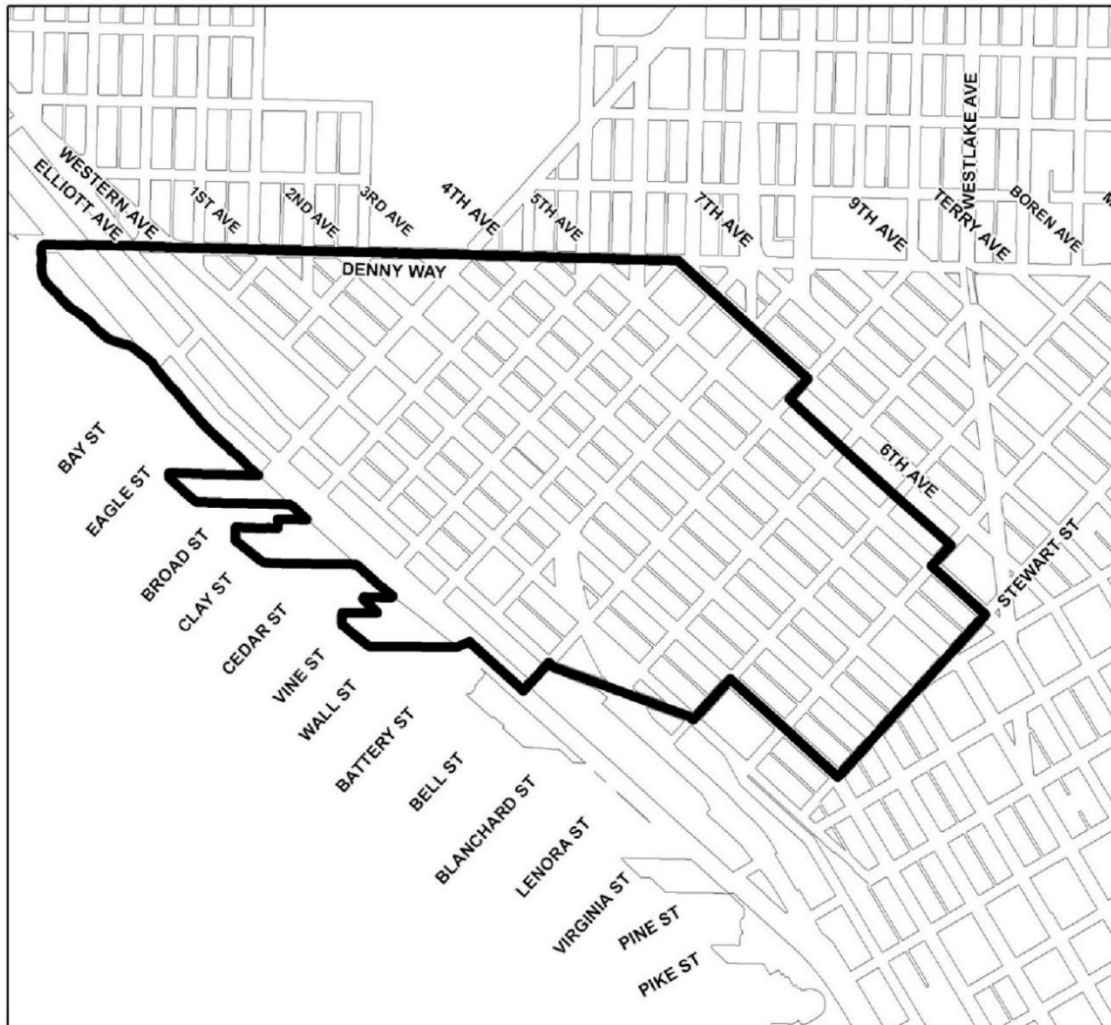 WESTLAKE AVE
WESTERN AVE
ELLIOTT AVE
1ST AVE
2ND AVE
3RD AVE
4TH AVE
5TH AVE
7TH AVE
9TH AVE
TERRY AVE
BOREN AVE
M
DENNY WAY
BAY ST
EAGLE ST
6TH AVE
BROAD ST
STEWART ST
CLAY ST
CEDAR ST
VINE ST
WALL ST
BATTERY ST
BELL ST
BLANCHARD ST
LENORA ST
VIRGINIA ST
PINE ST
PIKE ST